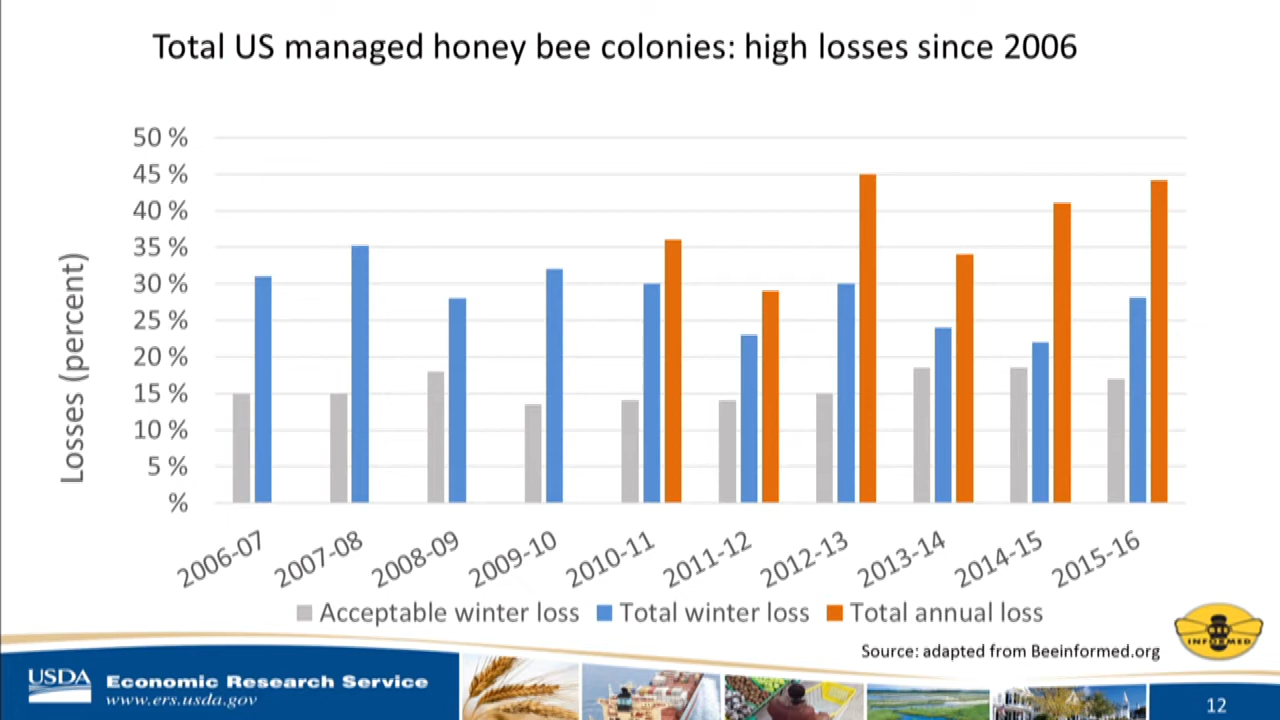 Total US managed honey bee colonies: high losses since 2006
50 %
45 %
40 %
35 %
30 %
25 %
20 %
15 %
10 %
5 %
%
Losses (percent)
2006-07
2007-08
2008-09
2009-10
2010-11
2011-12
2012-13
2013-14
2014-15
2015-16
Acceptable winter loss Total winter loss Total annual loss
BEE
INFORMED
Source: adapted from Beeinformed.org
USDA Economic Research Service
www.ers.usda.gov
12